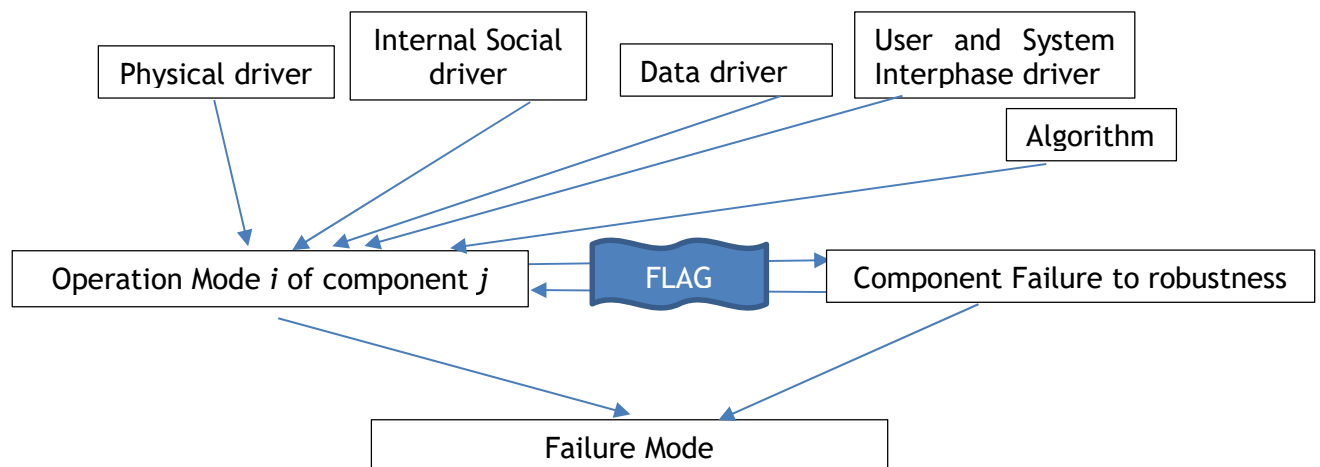 Physical driver
Internal Social
driver
Data driver
User and System
Interphase driver
Algorithm
Operation Mode i of component j
FLAG
Component Failure to robustness
Failure Mode